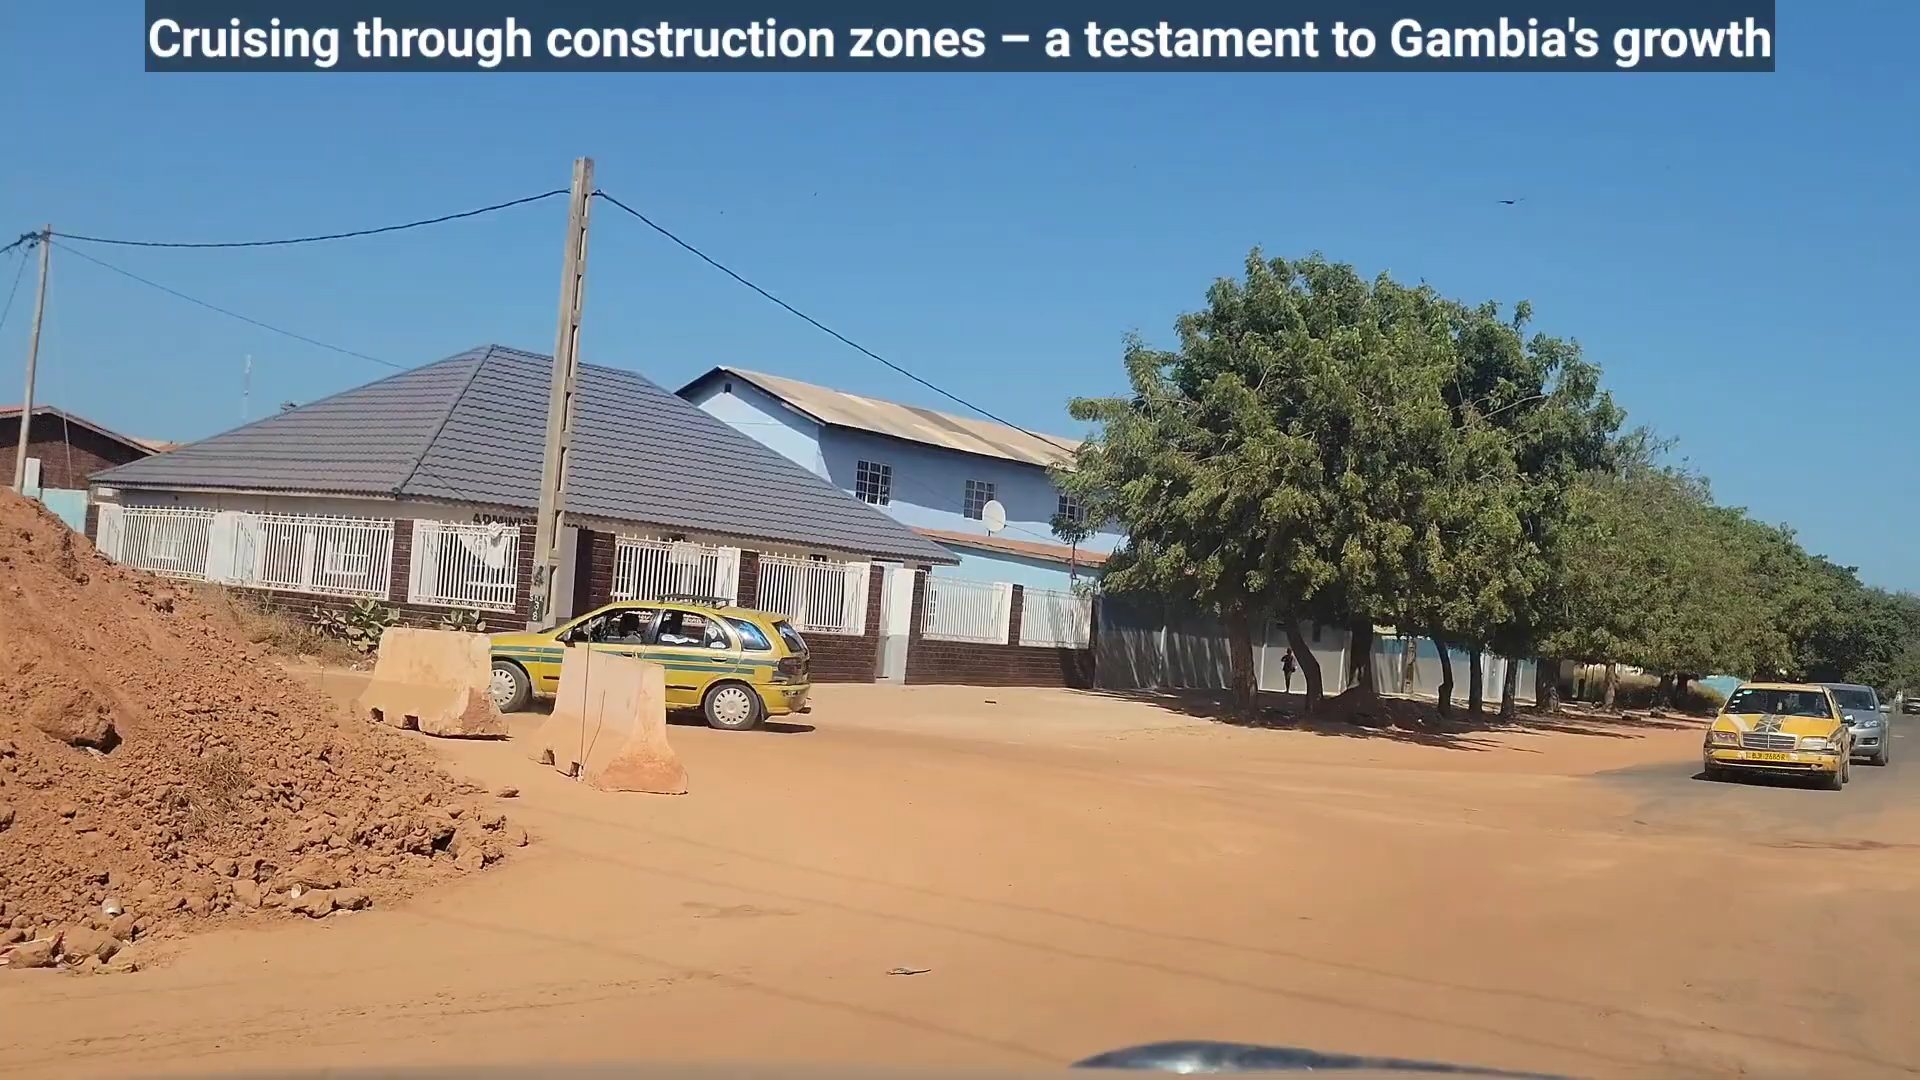 Cruising through construction zones – a testament to Gambia's growth